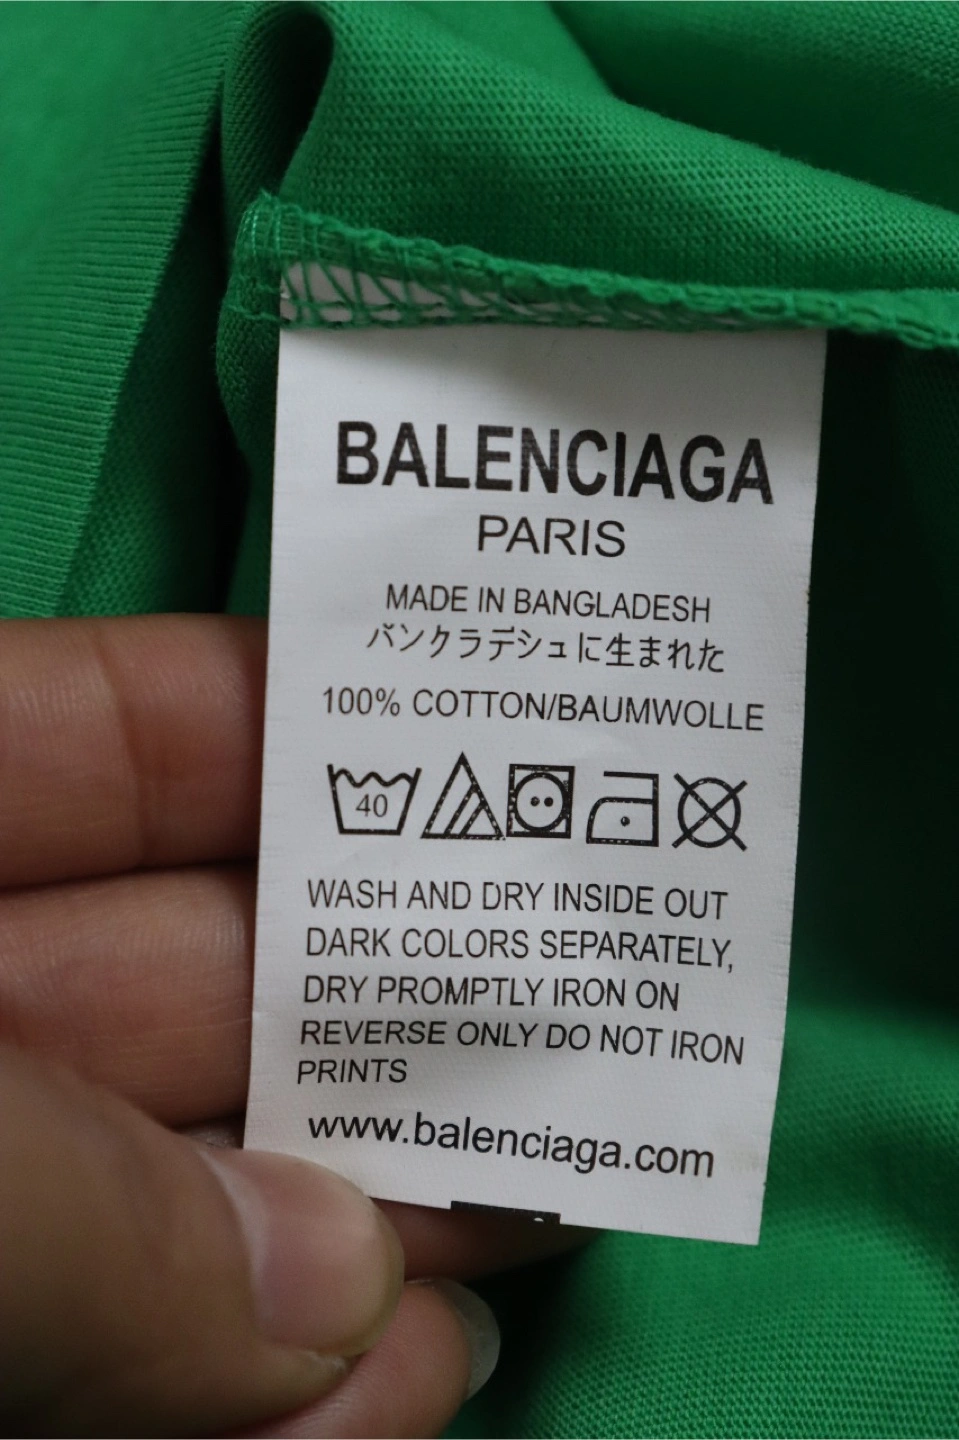 BALENCIAGA
PARIS
MADE IN BANGLADESH
バンクラデシュに生まれた
100% COTTON/BAUMWOLLE
40
WASH AND DRY INSIDE OUT
DARK COLORS SEPARATELY,
DRY PROMPTLY IRON ON
REVERSE ONLY DO NOT IRON
PRINTS
www.balenciaga.com